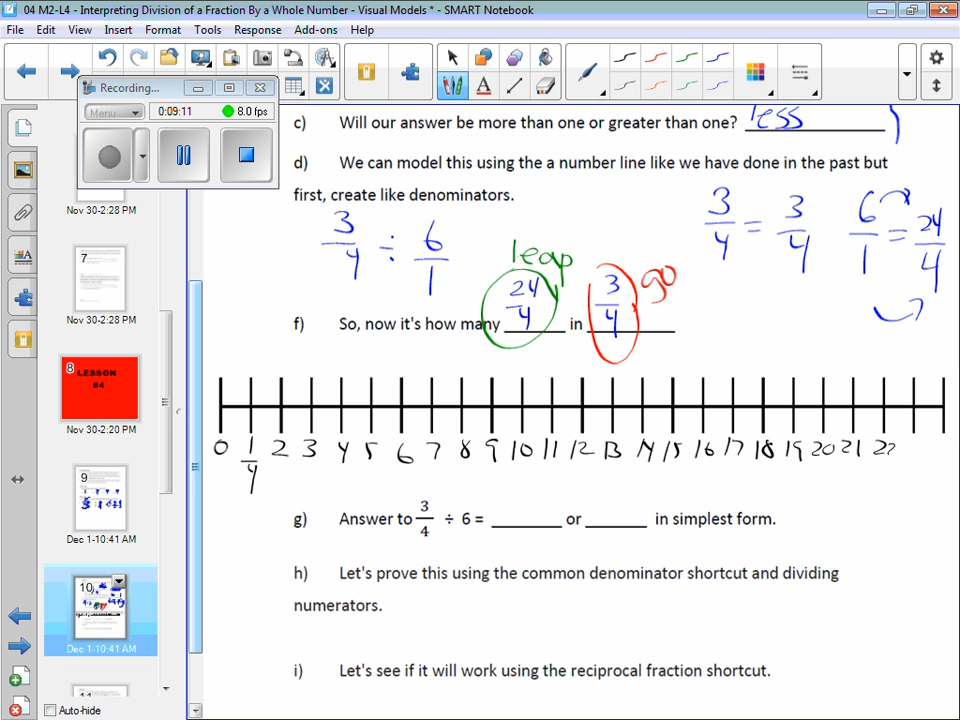 04 M2-L4 - Interpreting Division of a Fraction By a Whole Number - Visual Models * - SMART Notebook
File Edit View Insert Format Tools Response Add-ons Help
Recording...
Menu 0:09:11 8.0 fps
Nov 30-2:28 PM
7
Nov 30-2:28 PM
8
LESSON
#4
Nov 30-2:20 PM
9
Dec 1-10:41 AM
10
Dec 1-10:41 AM
11
Auto-hide
c) Will our answer be more than one or greater than one? less
d) We can model this using the a number line like we have done in the past but
first, create like denominators.
3/4 ÷ 6/1
3/4 = 3/4 6/1 = 24/4
leap
go
f) So, now it's how many 24/4 in 3/4
0 1/4 2 3 4 5 6 7 8 9 10 11 12 13 14 15 16 17 18 19 20 21 22
g) Answer to 3/4 ÷ 6 = ________ or _______ in simplest form.
h) Let's prove this using the common denominator shortcut and dividing
numerators.
i) Let's see if it will work using the reciprocal fraction shortcut.